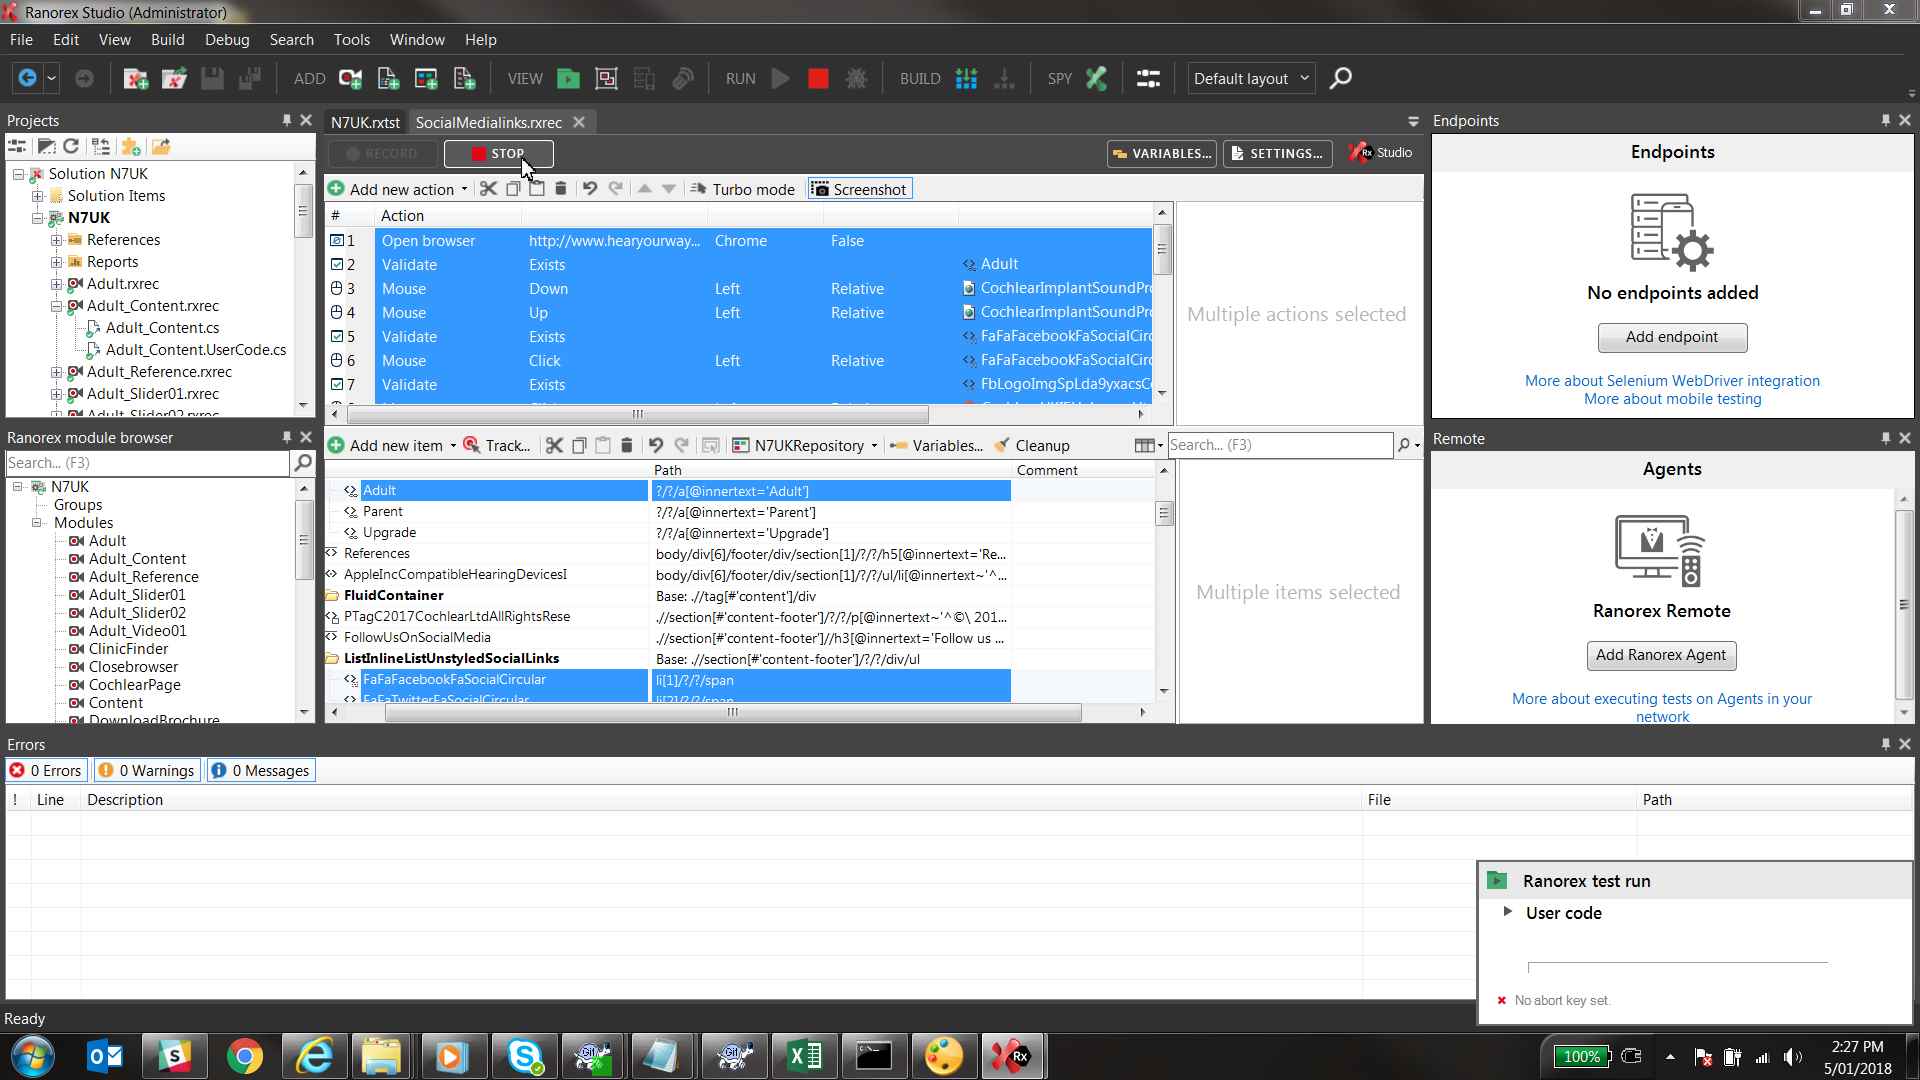 Ranorex Studio (Administrator)
File Edit View Build Debug Search Tools Window Help
ADD VIEW RUN BUILD SPY Default layout
Projects
Solution N7UK
Solution Items
N7UK
References
Reports
Adult.rxrec
Adult_Content.rxrec
Adult_Content.cs
Adult_Content.UserCode.cs
Adult_Reference.rxrec
Adult_Slider01.rxrec
Adult_Slider02.rxrec
Ranorex module browser
Search... (F3)
N7UK
Groups
Modules
Adult
Adult_Content
Adult_Reference
Adult_Slider01
Adult_Slider02
Adult_Video01
ClinicFinder
Closebrowser
CochlearPage
Content
DownloadBrochure
N7UK.rxtst SocialMedialinks.rxrec
RECORD STOP VARIABLES... SETTINGS... Rx Studio
Add new action Turbo mode Screenshot
# Action
1 Open browser http://www.hearyourway... Chrome False
2 Validate Exists Adult
3 Mouse Down Left Relative CochlearImplantSoundPro
4 Mouse Up Left Relative CochlearImplantSoundPro
5 Validate Exists FaFaFacebookFaSocialCirc
6 Mouse Click Left Relative FaFaFacebookFaSocialCirc
7 Validate Exists FbLogoImgSpLda9yxacsC
Multiple actions selected
Add new item Track... N7UKRepository Variables... Cleanup Search... (F3)
Path Comment
Adult ?/?/a[@innertext='Adult']
Parent ?/?/a[@innertext='Parent']
Upgrade ?/?/a[@innertext='Upgrade']
References body/div[6]/footer/div/section[1]/?/?/h5[@innertext='Re...
AppleIncCompatibleHearingDevicesI body/div[6]/footer/div/section[1]/?/?/ul/li[@innertext~'^...
FluidContainer Base: .//tag[#'content']/div
PTagC2017CochlearLtdAllRightsRese .//section[#'content-footer']/?/?/p[@innertext~'^©\ 201...
FollowUsOnSocialMedia .//section[#'content-footer']//h3[@innertext='Follow us ...
ListInlineListUnstyledSocialLinks Base: .//section[#'content-footer']/?/?/div/ul
FaFaFacebookFaSocialCircular li[1]/?/?/span
FaFaTwitterFaSocialCircular li[2]/?/?/span
Multiple items selected
Endpoints
Endpoints
No endpoints added
Add endpoint
More about Selenium WebDriver integration
More about mobile testing
Remote
Agents
Ranorex Remote
Add Ranorex Agent
More about executing tests on Agents in your
network
Errors
0 Errors 0 Warnings 0 Messages
! Line Description File Path
Ranorex test run
User code
No abort key set.
Ready
100%
2:27 PM
5/01/2018